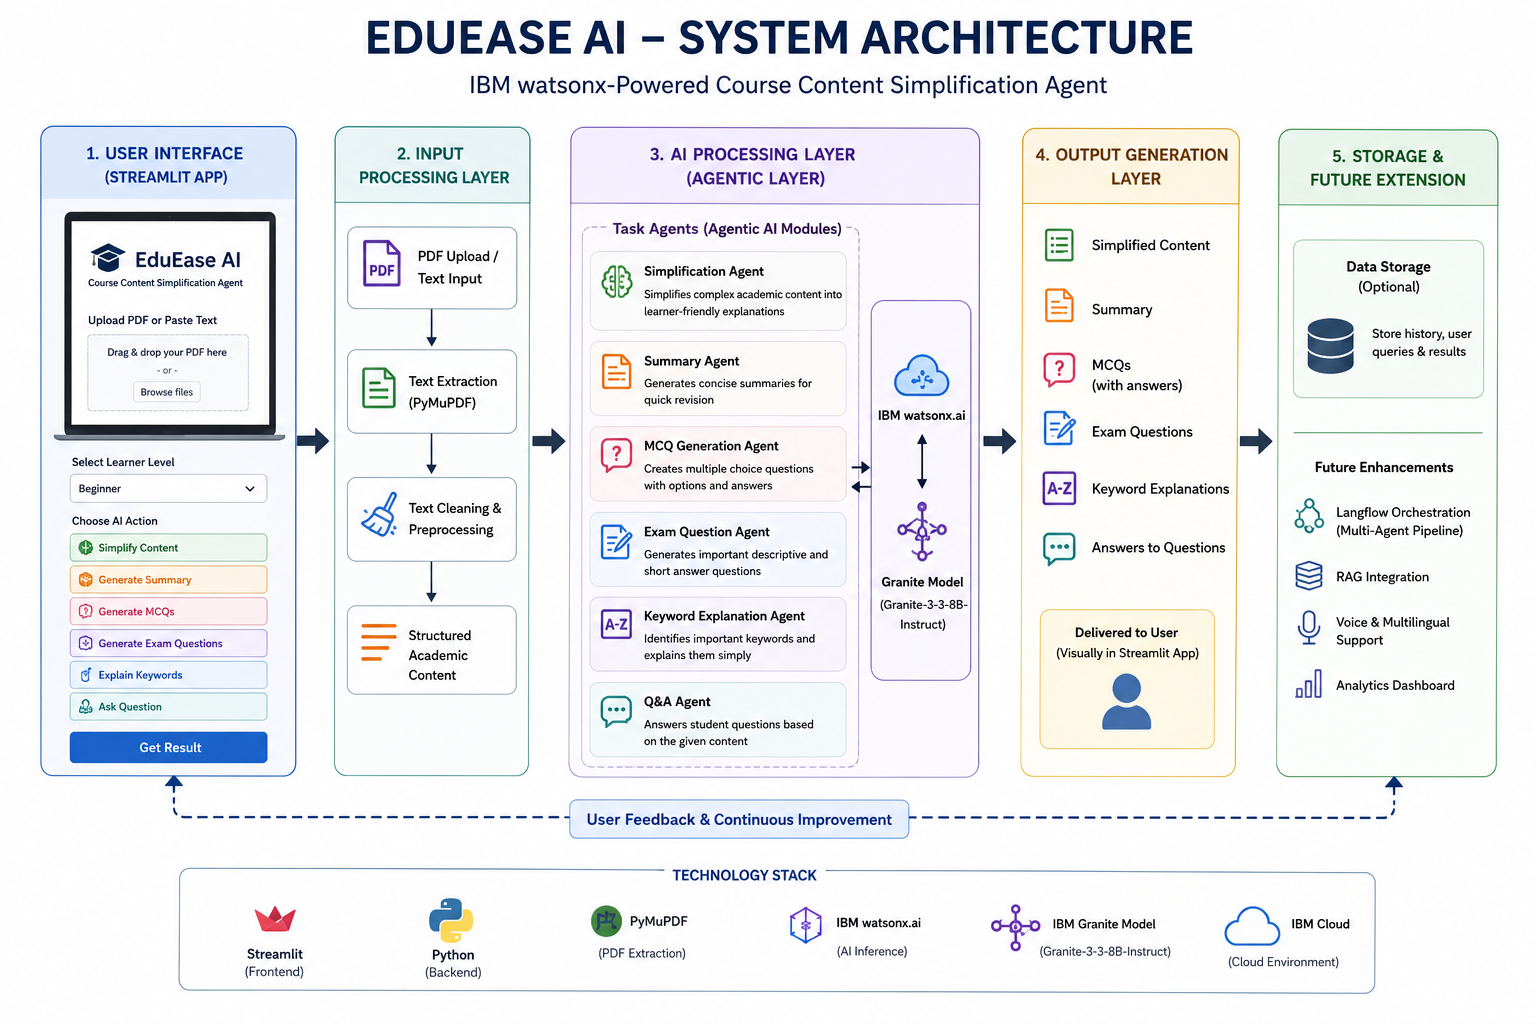 EDUEASE AI – SYSTEM ARCHITECTURE
IBM watsonx-Powered Course Content Simplification Agent
1. USER INTERFACE
(STREAMLIT APP)
EduEase AI
Course Content Simplification Agent
Upload PDF or Paste Text
Drag & drop your PDF here
- or -
Browse files
Select Learner Level
Beginner
Choose AI Action
Simplify Content
Generate Summary
Generate MCQs
Generate Exam Questions
Explain Keywords
Ask Question
Get Result
2. INPUT
PROCESSING LAYER
PDF
PDF Upload /
Text Input
Text Extraction
(PyMuPDF)
Text Cleaning &
Preprocessing
Structured
Academic
Content
3. AI PROCESSING LAYER
(AGENTIC LAYER)
Task Agents (Agentic AI Modules)
Simplification Agent
Simplifies complex academic content into
learner-friendly explanations
Summary Agent
Generates concise summaries for
quick revision
?
MCQ Generation Agent
Creates multiple choice questions
with options and answers
Exam Question Agent
Generates important descriptive and
short answer questions
A-Z
Keyword Explanation Agent
Identifies important keywords and
explains them simply
Q&A Agent
Answers student questions based
on the given content
IBM watsonx.ai
Granite Model
(Granite-3-3-8B-
Instruct)
4. OUTPUT GENERATION
LAYER
Simplified Content
Summary
?
MCQs
(with answers)
Exam Questions
A-Z
Keyword Explanations
Answers to Questions
Delivered to User
(Visually in Streamlit App)
5. STORAGE &
FUTURE EXTENSION
Data Storage
(Optional)
Store history, user
queries & results
Future Enhancements
Langflow Orchestration
(Multi-Agent Pipeline)
RAG Integration
Voice & Multilingual
Support
Analytics Dashboard
User Feedback & Continuous Improvement
TECHNOLOGY STACK
Streamlit
(Frontend)
Python
(Backend)
PyMuPDF
(PDF Extraction)
IBM watsonx.ai
(AI Inference)
IBM Granite Model
(Granite-3-3-8B-Instruct)
IBM Cloud
(Cloud Environment)